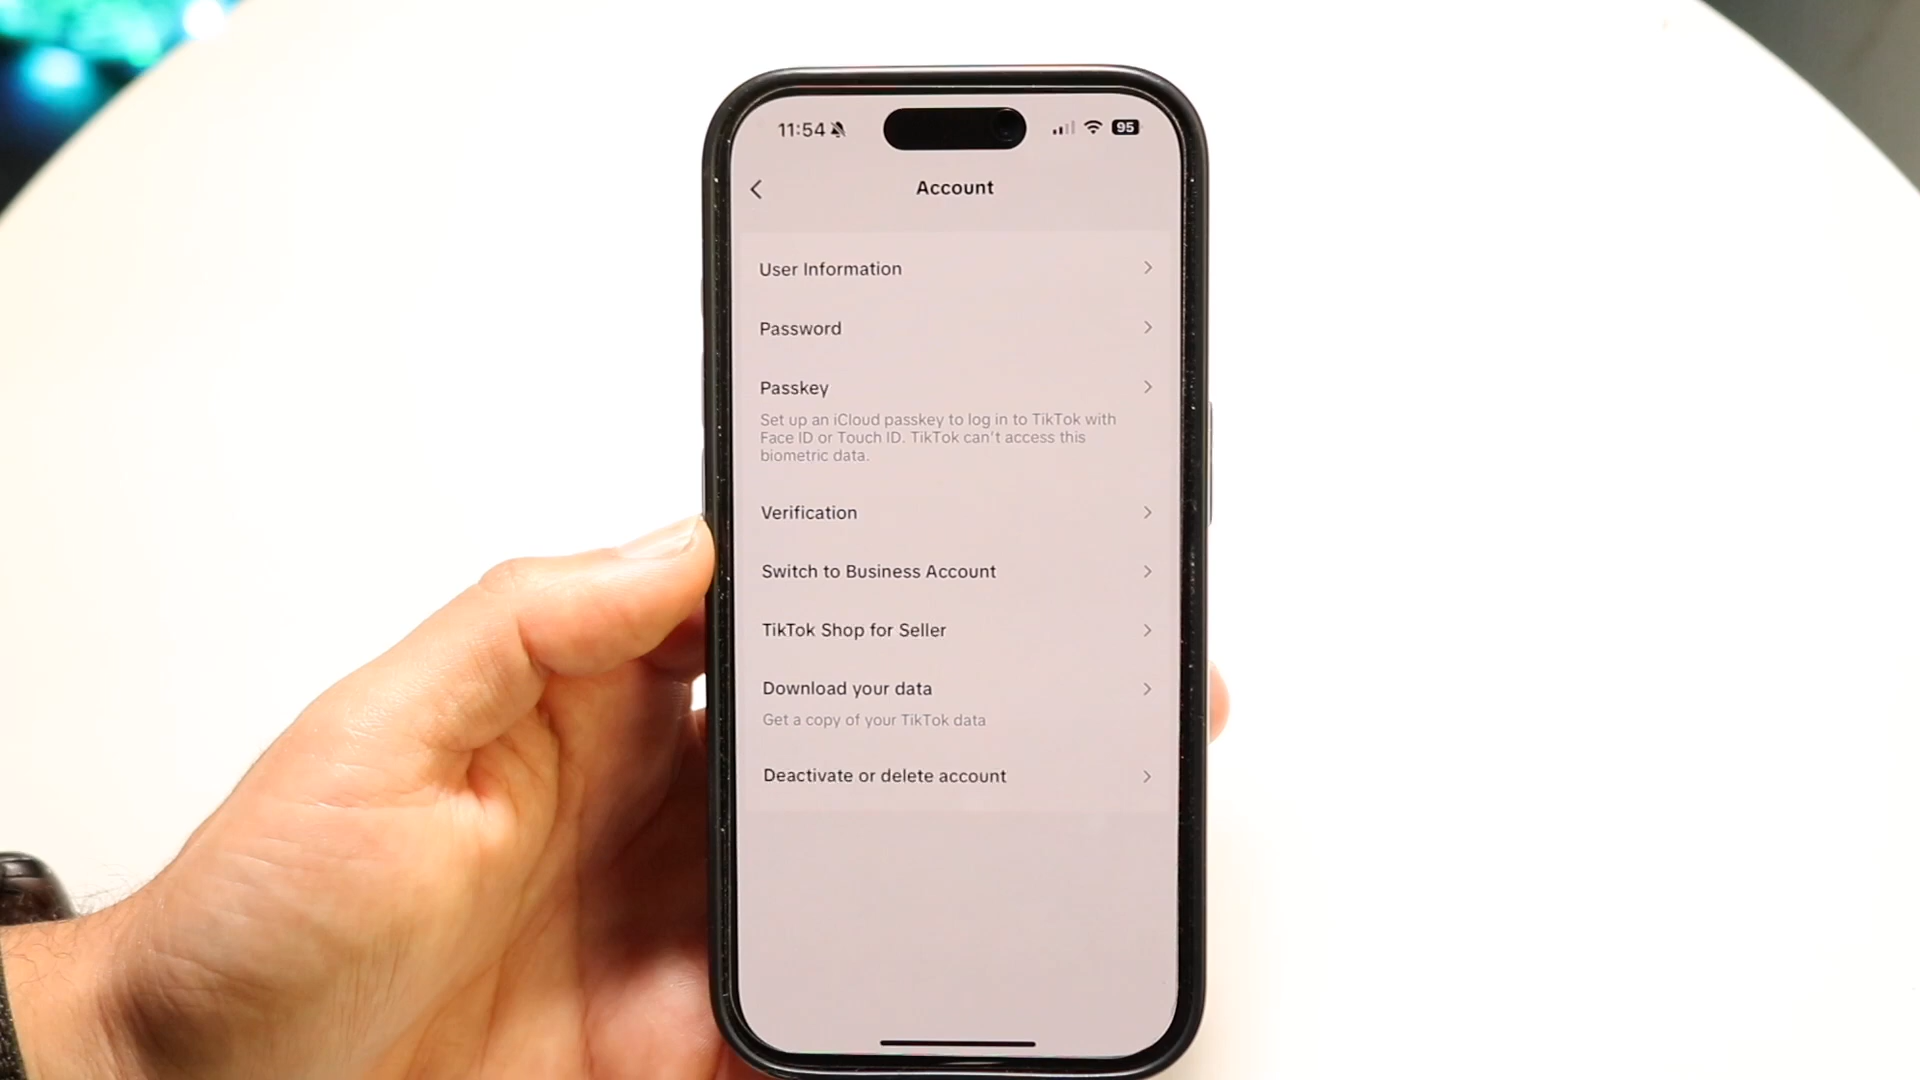 11:54
95
Account
User Information
Password
Passkey
Set up an iCloud passkey to log in to TikTok with
Face ID or Touch ID. TikTok can't access this
biometric data.
Verification
Switch to Business Account
TikTok Shop for Seller
Download your data
Get a copy of your TikTok data
Deactivate or delete account